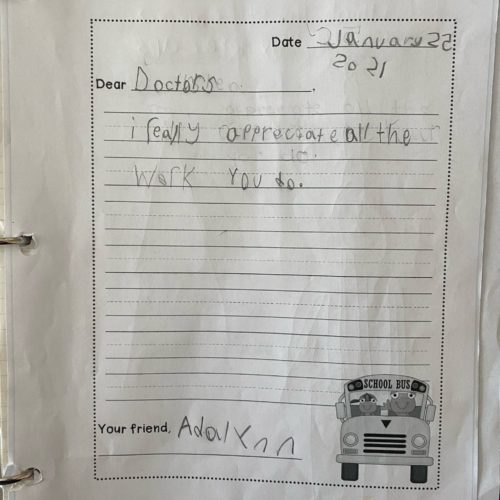 Date January 22
2021
Dear Doctors.
i really appreciate all the
Work You do.
SCHOOL BUS
Your friend, Adalynn